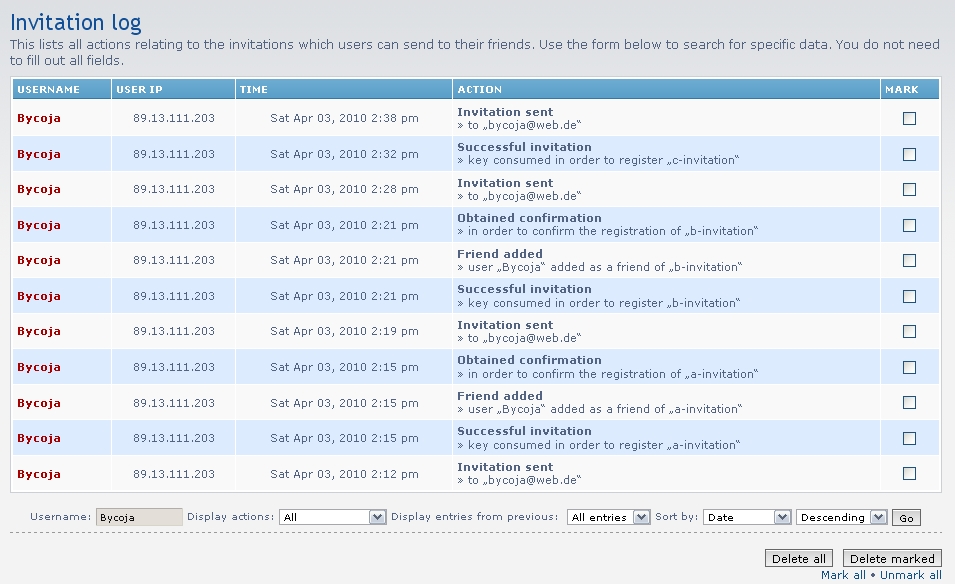 Invitation log
This lists all actions relating to the invitations which users can send to their friends. Use the form below to search for specific data. You do not need
to fill out all fields.
USERNAME USER IP TIME ACTION MARK
Bycoja 89.13.111.203 Sat Apr 03, 2010 2:38 pm Invitation sent
» to „bycoja@web.de“
Bycoja 89.13.111.203 Sat Apr 03, 2010 2:32 pm Successful invitation
» key consumed in order to register „c-invitation“
Bycoja 89.13.111.203 Sat Apr 03, 2010 2:28 pm Invitation sent
» to „bycoja@web.de“
Bycoja 89.13.111.203 Sat Apr 03, 2010 2:21 pm Obtained confirmation
» in order to confirm the registration of „b-invitation“
Bycoja 89.13.111.203 Sat Apr 03, 2010 2:21 pm Friend added
» user „Bycoja“ added as a friend of „b-invitation“
Bycoja 89.13.111.203 Sat Apr 03, 2010 2:21 pm Successful invitation
» key consumed in order to register „b-invitation“
Bycoja 89.13.111.203 Sat Apr 03, 2010 2:19 pm Invitation sent
» to „bycoja@web.de“
Bycoja 89.13.111.203 Sat Apr 03, 2010 2:15 pm Obtained confirmation
» in order to confirm the registration of „a-invitation“
Bycoja 89.13.111.203 Sat Apr 03, 2010 2:15 pm Friend added
» user „Bycoja“ added as a friend of „a-invitation“
Bycoja 89.13.111.203 Sat Apr 03, 2010 2:15 pm Successful invitation
» key consumed in order to register „a-invitation“
Bycoja 89.13.111.203 Sat Apr 03, 2010 2:12 pm Invitation sent
» to „bycoja@web.de“
Username: Bycoja Display actions: All Display entries from previous: All entries Sort by: Date Descending Go
Delete all Delete marked
Mark all • Unmark all